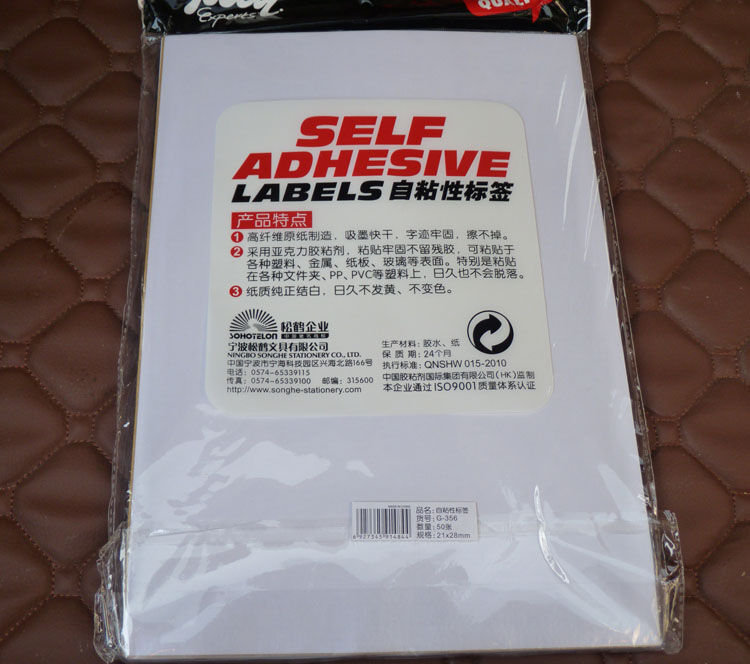 Experts
QUALI
SELF
ADHESIVE
LABELS 自粘性标签
产品特点
1 高纤维原纸制造，吸墨快干，字迹牢固，擦不掉。
2 采用亚克力胶粘剂，粘贴牢固不留残胶，可粘贴于
各种塑料、金属、纸板、玻璃等表面。特别是粘贴
在各种文件夹、PP、PVC等塑料上，日久也不会脱落。
3 纸质纯正结白，日久不发黄、不变色。
SOHOTELON
松鹤企业
宁波松鹤文具有限公司
NINGBO SONGHE STATIONERY CO., LTD.
中国宁波市宁海科技园区兴海北路166号
电话：0574-65339115
传真：0574-65339100 邮编：315600
http://www.songhe-stationery.com
生产材料：胶水、纸
保质期：24个月
执行标准：QNSHW 015-2010
中国胶粘剂国际集团有限公司(HK)监制
本企业通过ISO9001质量体系认证
6927345914844
品名：自粘性标签
货号：G-356
数量：50张
规格：21x28mm